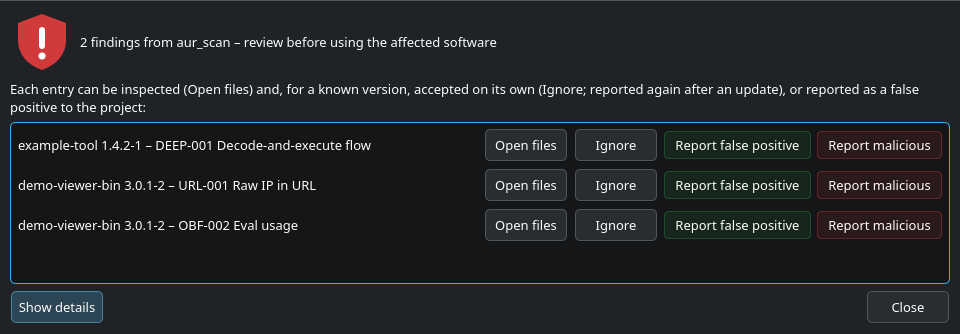 2 findings from aur_scan – review before using the affected software
Each entry can be inspected (Open files) and, for a known version, accepted on its own (Ignore; reported again after an update), or reported as a false
positive to the project:
example-tool 1.4.2-1 – DEEP-001 Decode-and-execute flow Open files Ignore Report false positive Report malicious
demo-viewer-bin 3.0.1-2 – URL-001 Raw IP in URL Open files Ignore Report false positive Report malicious
demo-viewer-bin 3.0.1-2 – OBF-002 Eval usage Open files Ignore Report false positive Report malicious
Show details Close